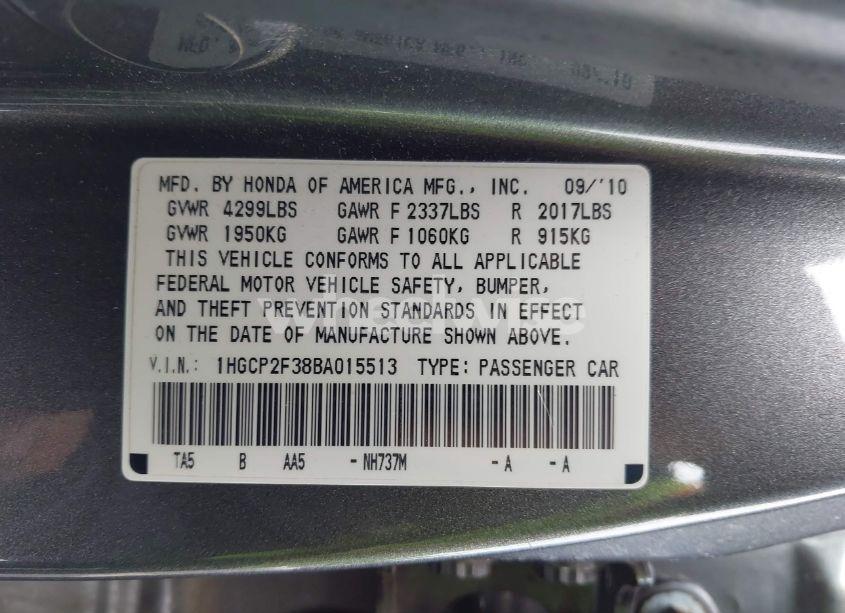 MFD. BY HONDA OF AMERICA MFG., INC. 09/'10
GVWR 4299LBS GAWR F 2337LBS R 2017LBS
GVWR 1950KG GAWR F 1060KG R 915KG
THIS VEHICLE CONFORMS TO ALL APPLICABLE
FEDERAL MOTOR VEHICLE SAFETY, BUMPER,
AND THEFT PREVENTION STANDARDS IN EFFECT
ON THE DATE OF MANUFACTURE SHOWN ABOVE.
V.I.N.: 1HGCP2F38BA015513 TYPE: PASSENGER CAR
TA5 B AA5 - NH737M - A - A